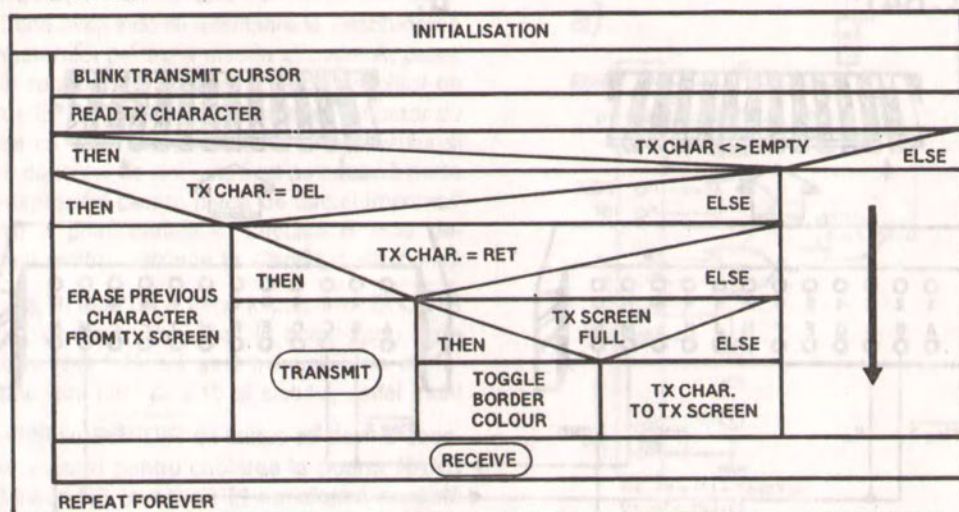 INITIALISATION
BLINK TRANSMIT CURSOR
READ TX CHARACTER
THEN
TX CHAR <> EMPTY
ELSE
THEN
TX CHAR. = DEL
ELSE
ERASE PREVIOUS
CHARACTER
FROM TX SCREEN
THEN
TX CHAR. = RET
ELSE
TRANSMIT
THEN
TX SCREEN
FULL
ELSE
TOGGLE
BORDER
COLOUR
TX CHAR.
TO TX SCREEN
RECEIVE
REPEAT FOREVER